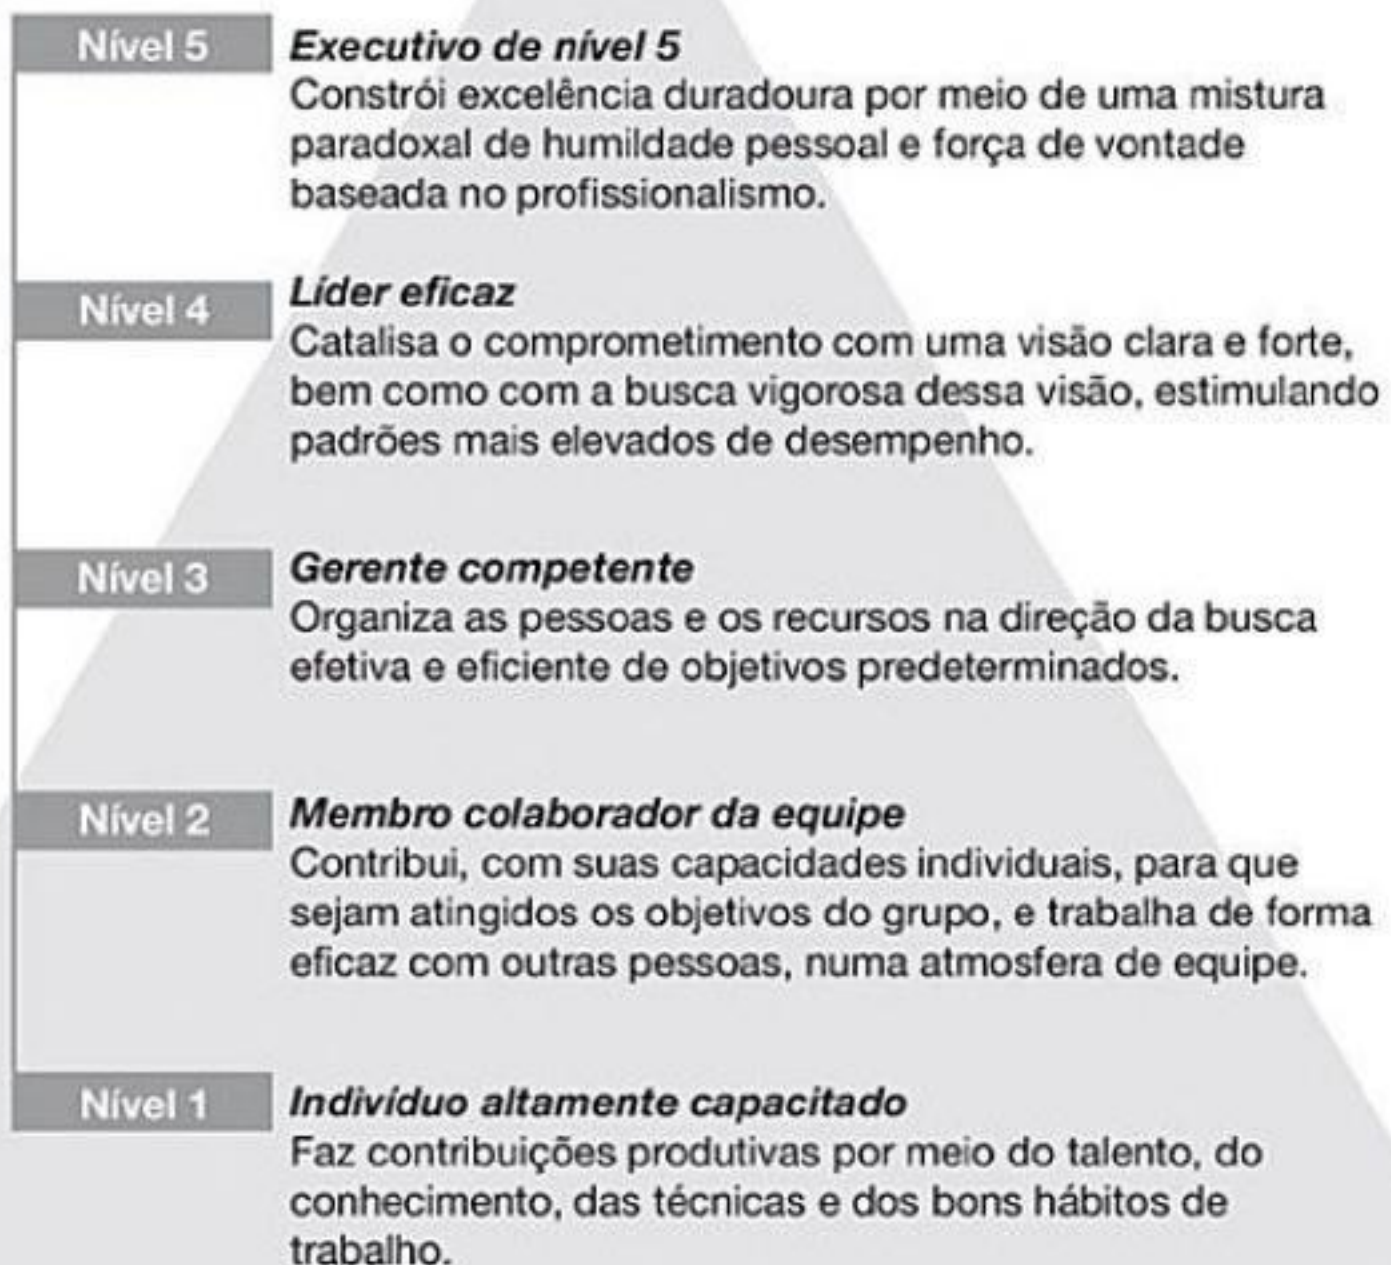 Nível 5
Executivo de nível 5
Constrói excelência duradoura por meio de uma mistura
paradoxal de humildade pessoal e força de vontade
baseada no profissionalismo.
Nível 4
Líder eficaz
Catalisa o comprometimento com uma visão clara e forte,
bem como com a busca vigorosa dessa visão, estimulando
padrões mais elevados de desempenho.
Nível 3
Gerente competente
Organiza as pessoas e os recursos na direção da busca
efetiva e eficiente de objetivos predeterminados.
Nível 2
Membro colaborador da equipe
Contribui, com suas capacidades individuais, para que
sejam atingidos os objetivos do grupo, e trabalha de forma
eficaz com outras pessoas, numa atmosfera de equipe.
Nível 1
Indivíduo altamente capacitado
Faz contribuições produtivas por meio do talento, do
conhecimento, das técnicas e dos bons hábitos de
trabalho.